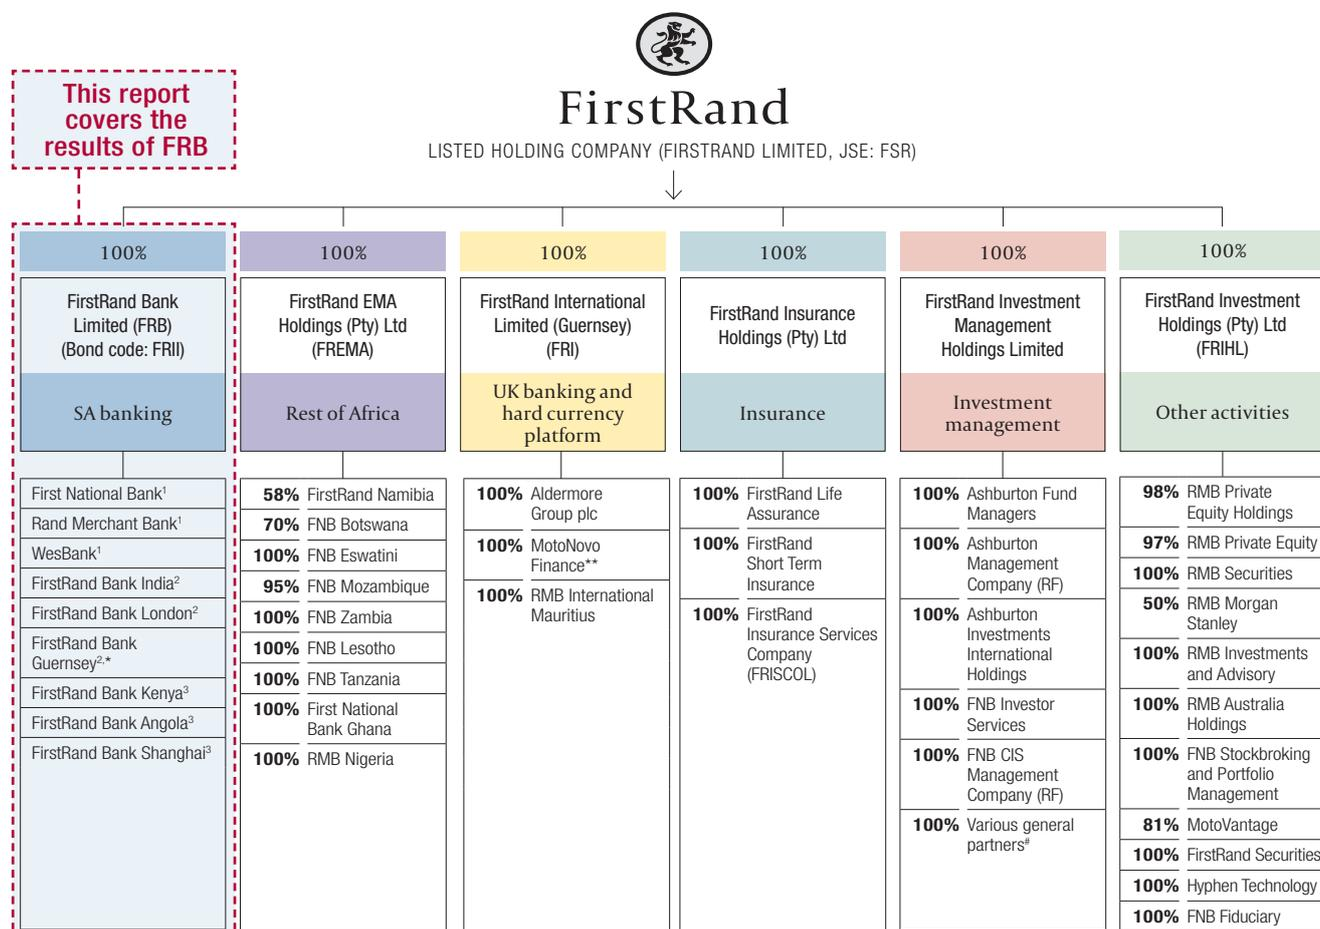 This report
covers the
results of FRB
FirstRand
LISTED HOLDING COMPANY (FIRSTRAND LIMITED, JSE: FSR)
100%
FirstRand Bank
Limited (FRB)
(Bond code: FRII)
SA banking
First National Bank¹
Rand Merchant Bank¹
WesBank¹
FirstRand Bank India²
FirstRand Bank London²
FirstRand Bank
Guernsey²,*
FirstRand Bank Kenya³
FirstRand Bank Angola³
FirstRand Bank Shanghai³
100%
FirstRand EMA
Holdings (Pty) Ltd
(FREMA)
Rest of Africa
58% FirstRand Namibia
70% FNB Botswana
100% FNB Eswatini
95% FNB Mozambique
100% FNB Zambia
100% FNB Lesotho
100% FNB Tanzania
100% First National
Bank Ghana
100% RMB Nigeria
100%
FirstRand International
Limited (Guernsey)
(FRI)
UK banking and
hard currency
platform
100% Aldermore
Group plc
100% MotoNovo
Finance**
100% RMB International
Mauritius
100%
FirstRand Insurance
Holdings (Pty) Ltd
Insurance
100% FirstRand Life
Assurance
100% FirstRand
Short Term
Insurance
100% FirstRand
Insurance Services
Company
(FRISCOL)
100%
FirstRand Investment
Management
Holdings Limited
Investment
management
100% Ashburton Fund
Managers
100% Ashburton
Management
Company (RF)
100% Ashburton
Investments
International
Holdings
100% FNB Investor
Services
100% FNB CIS
Management
Company (RF)
100% Various general
partners#
100%
FirstRand Investment
Holdings (Pty) Ltd
(FRIHL)
Other activities
98% RMB Private
Equity Holdings
97% RMB Private Equity
100% RMB Securities
50% RMB Morgan
Stanley
100% RMB Investments
and Advisory
100% RMB Australia
Holdings
100% FNB Stockbroking
and Portfolio
Management
81% MotoVantage
100% FirstRand Securities
100% Hyphen Technology
100% FNB Fiduciary